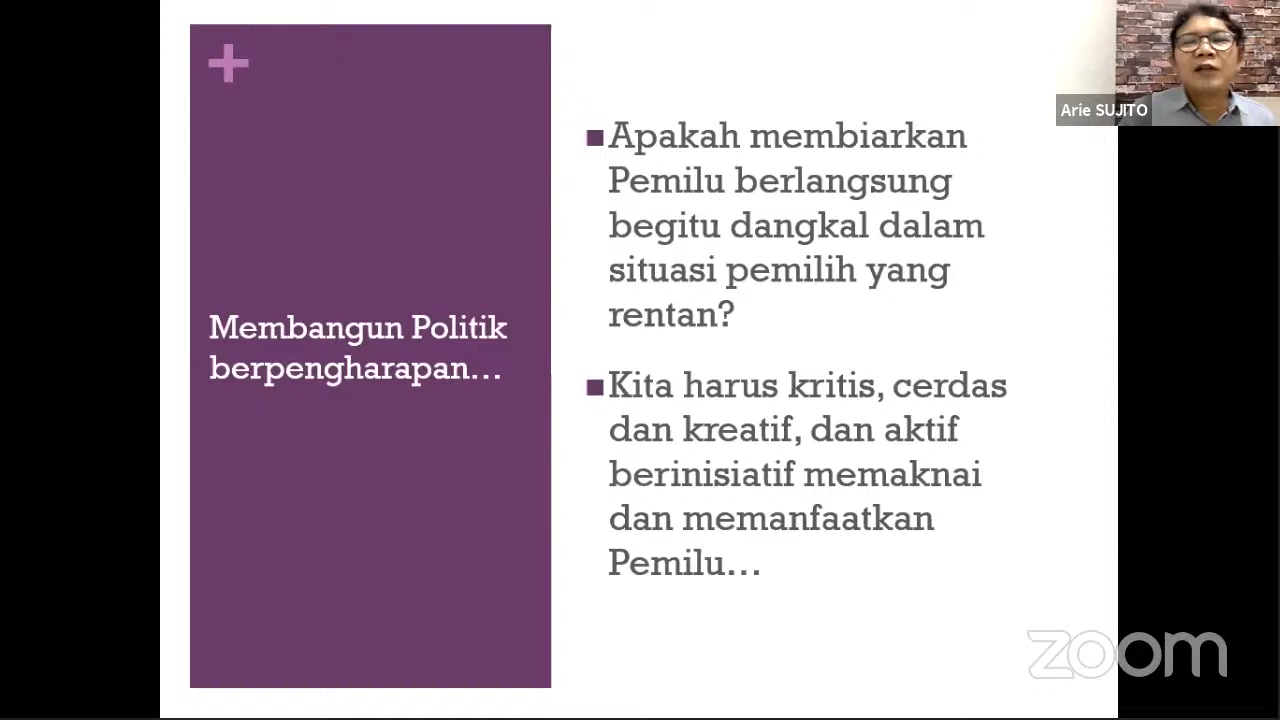 +
Membangun Politik
berpengharapan...
Apakah membiarkan
Pemilu berlangsung
begitu dangkal dalam
situasi pemilih yang
rentan?
Kita harus kritis, cerdas
dan kreatif, dan aktif
berinisiatif memaknai
dan memanfaatkan
Pemilu...
Arie SUJITO
zoom